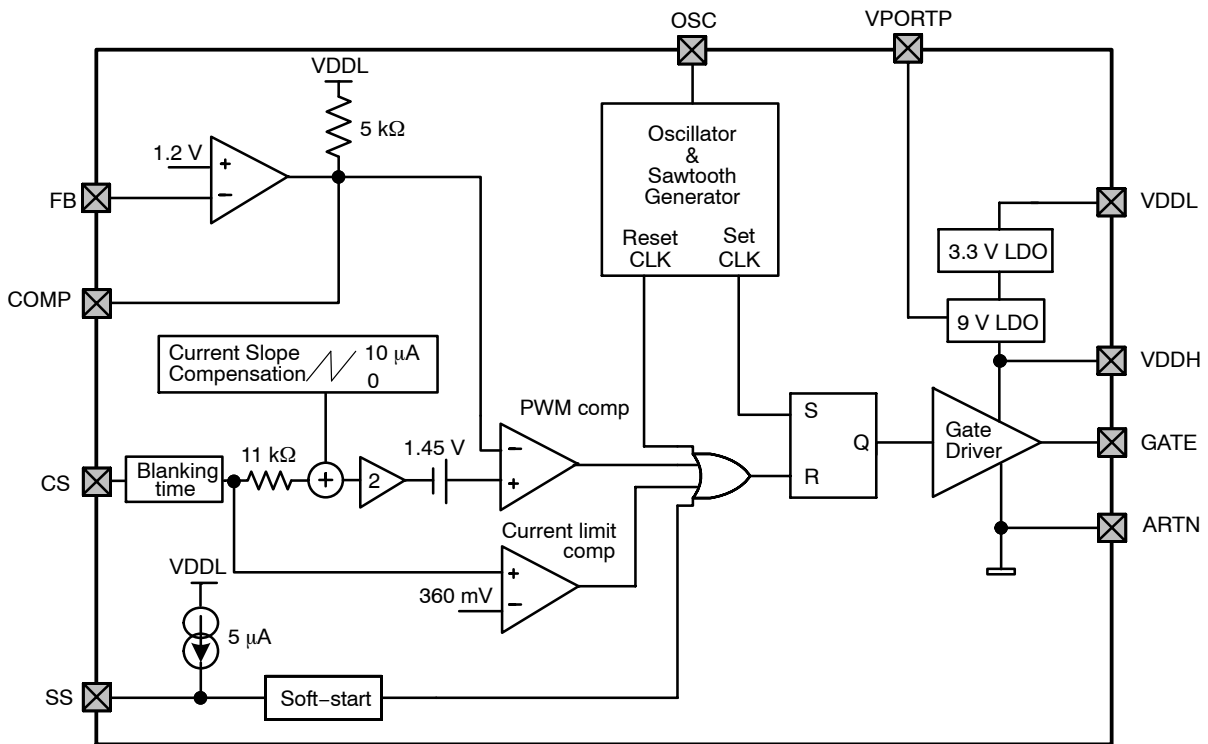 OSC
VPORTP
VDDL
5 kΩ
1.2 V
+
−
FB
COMP
Oscillator
&
Sawtooth
Generator
Reset
CLK
Set
CLK
VDDL
3.3 V LDO
9 V LDO
VDDH
Current Slope
Compensation
10 μA
0
PWM comp
1.45 V
11 kΩ
CS
Blanking
time
+
2
−
+
S
R
Q
Gate
Driver
GATE
ARTN
Current limit
comp
+
−
360 mV
VDDL
5 μA
SS
Soft−start